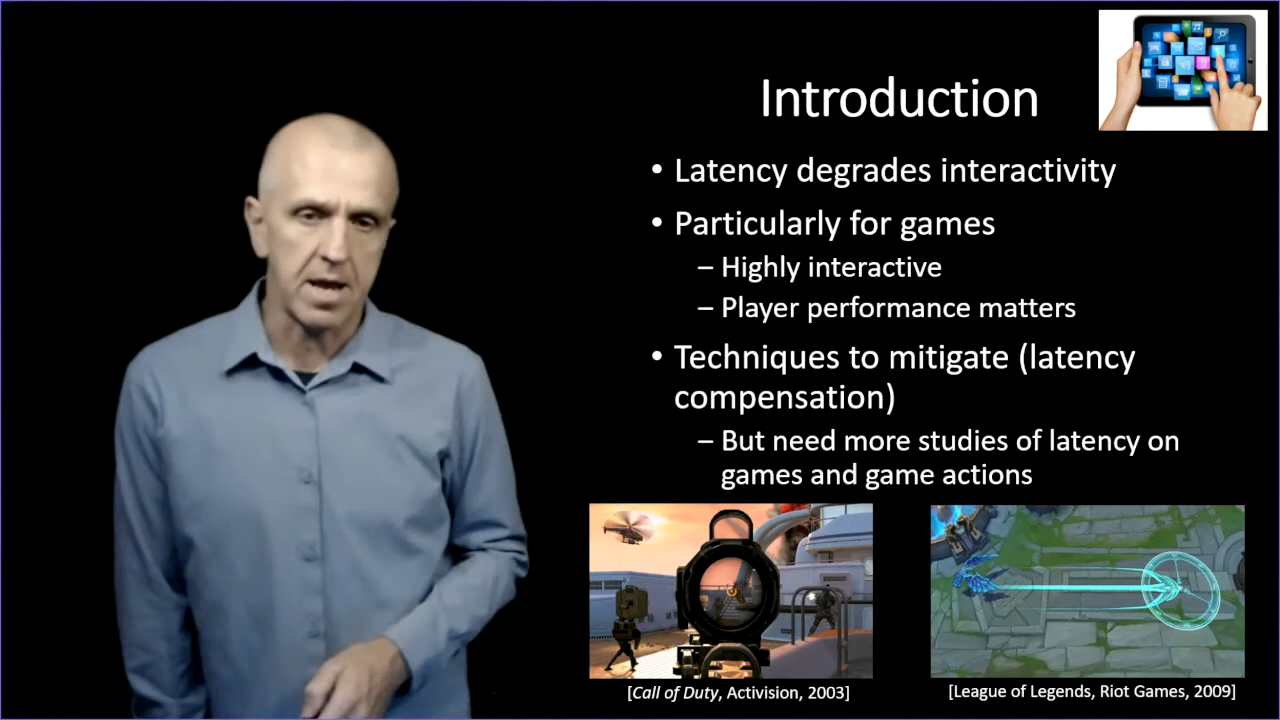 Introduction
• Latency degrades interactivity
• Particularly for games
– Highly interactive
– Player performance matters
• Techniques to mitigate (latency
compensation)
– But need more studies of latency on
games and game actions
[Call of Duty, Activision, 2003]
[League of Legends, Riot Games, 2009]